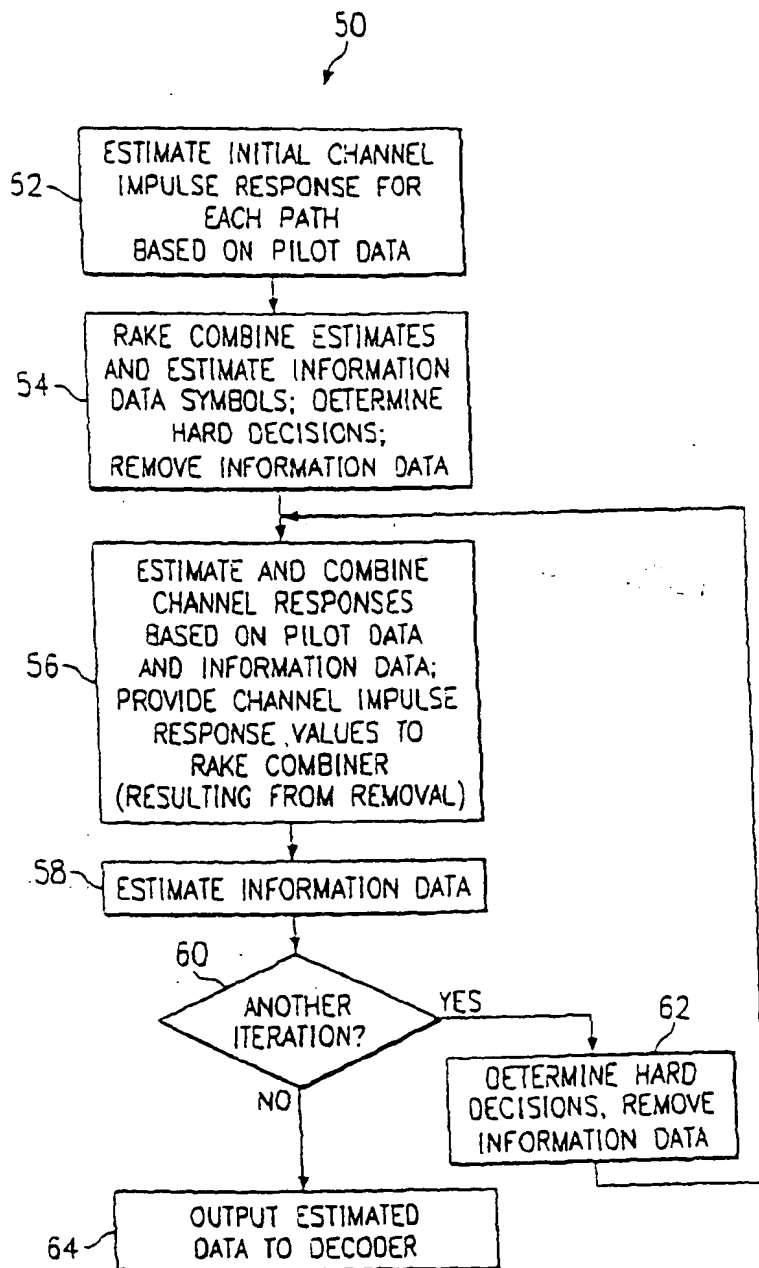 50
52
ESTIMATE INITIAL CHANNEL
IMPULSE RESPONSE FOR
EACH PATH
BASED ON PILOT DATA
54
RAKE COMBINE ESTIMATES
AND ESTIMATE INFORMATION
DATA SYMBOLS; DETERMINE
HARD DECISIONS;
REMOVE INFORMATION DATA
56
ESTIMATE AND COMBINE
CHANNEL RESPONSES
BASED ON PILOT DATA
AND INFORMATION DATA;
PROVIDE CHANNEL IMPULSE
RESPONSE VALUES TO
RAKE COMBINER
(RESULTING FROM REMOVAL)
58
ESTIMATE INFORMATION DATA
60
ANOTHER
ITERATION?
YES
NO
62
DETERMINE HARD
DECISIONS, REMOVE
INFORMATION DATA
64
OUTPUT ESTIMATED
DATA TO DECODER